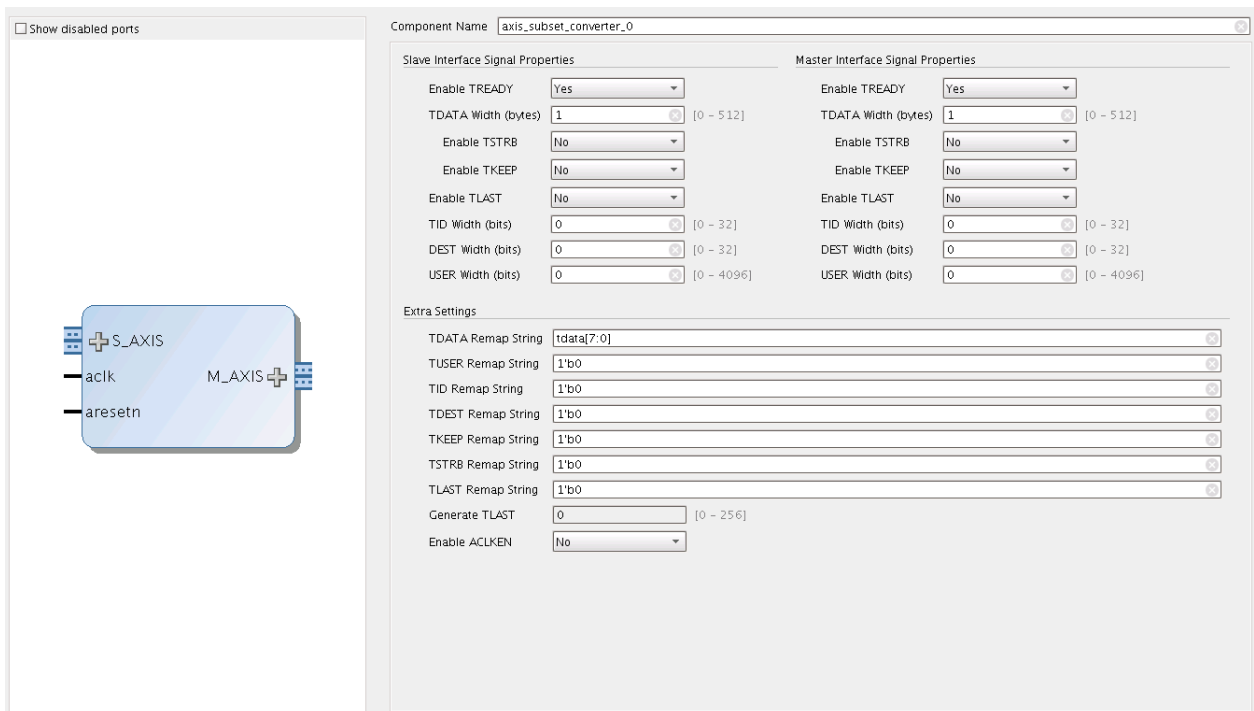 Show disabled ports
Component Name axis_subset_converter_0
Slave Interface Signal Properties Master Interface Signal Properties
Enable TREADY Yes Enable TREADY Yes
TDATA Width (bytes) 1 [0 - 512] TDATA Width (bytes) 1 [0 - 512]
Enable TSTRB No Enable TSTRB No
Enable TKEEP No Enable TKEEP No
Enable TLAST No Enable TLAST No
TID Width (bits) 0 [0 - 32] TID Width (bits) 0 [0 - 32]
DEST Width (bits) 0 [0 - 32] DEST Width (bits) 0 [0 - 32]
USER Width (bits) 0 [0 - 4096] USER Width (bits) 0 [0 - 4096]
Extra Settings
TDATA Remap String tdata[7:0]
TUSER Remap String 1'b0
TID Remap String 1'b0
TDEST Remap String 1'b0
TKEEP Remap String 1'b0
TSTRB Remap String 1'b0
TLAST Remap String 1'b0
Generate TLAST 0 [0 - 256]
Enable ACLKEN No
S_AXIS
aclk M_AXIS
aresetn